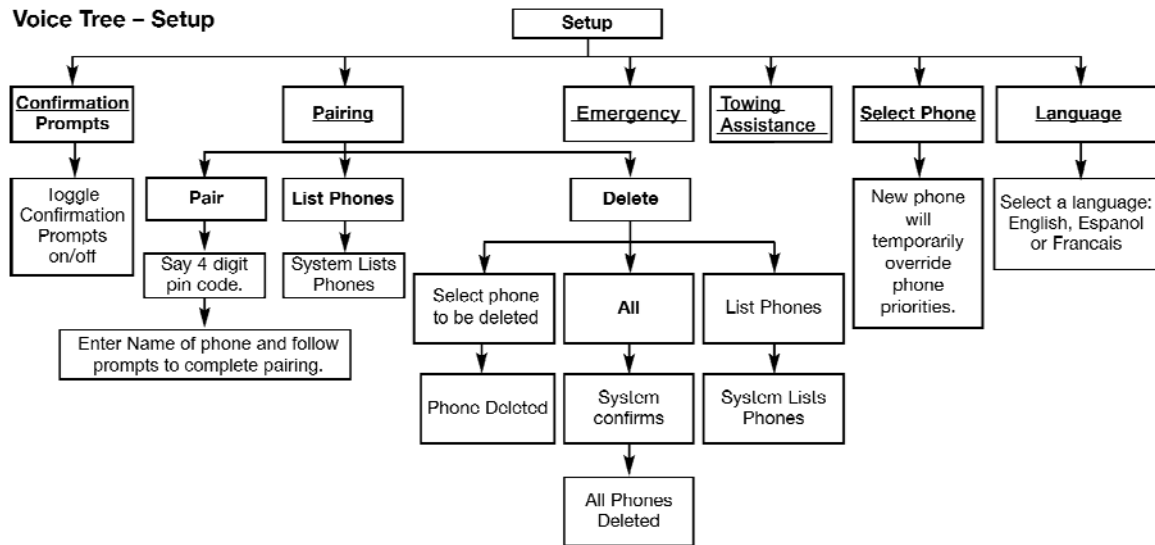 Voice Tree – Setup
Setup
Confirmation
Prompts
Pairing
Emergency
Towing
Assistance
Select Phone
Language
Ioggle
Confirmation
Prompts
on/off
Pair
List Phones
Delete
New phone
will
temporarily
override
phone
priorities.
Select a language:
English, Espanol
or Francais
Say 4 digit
pin code.
System Lists
Phones
Select phone
to be deleted
All
List Phones
Enter Name of phone and follow
prompts to complete pairing.
Phone Deleted
System
confirms
System Lists
Phones
All Phones
Deleted